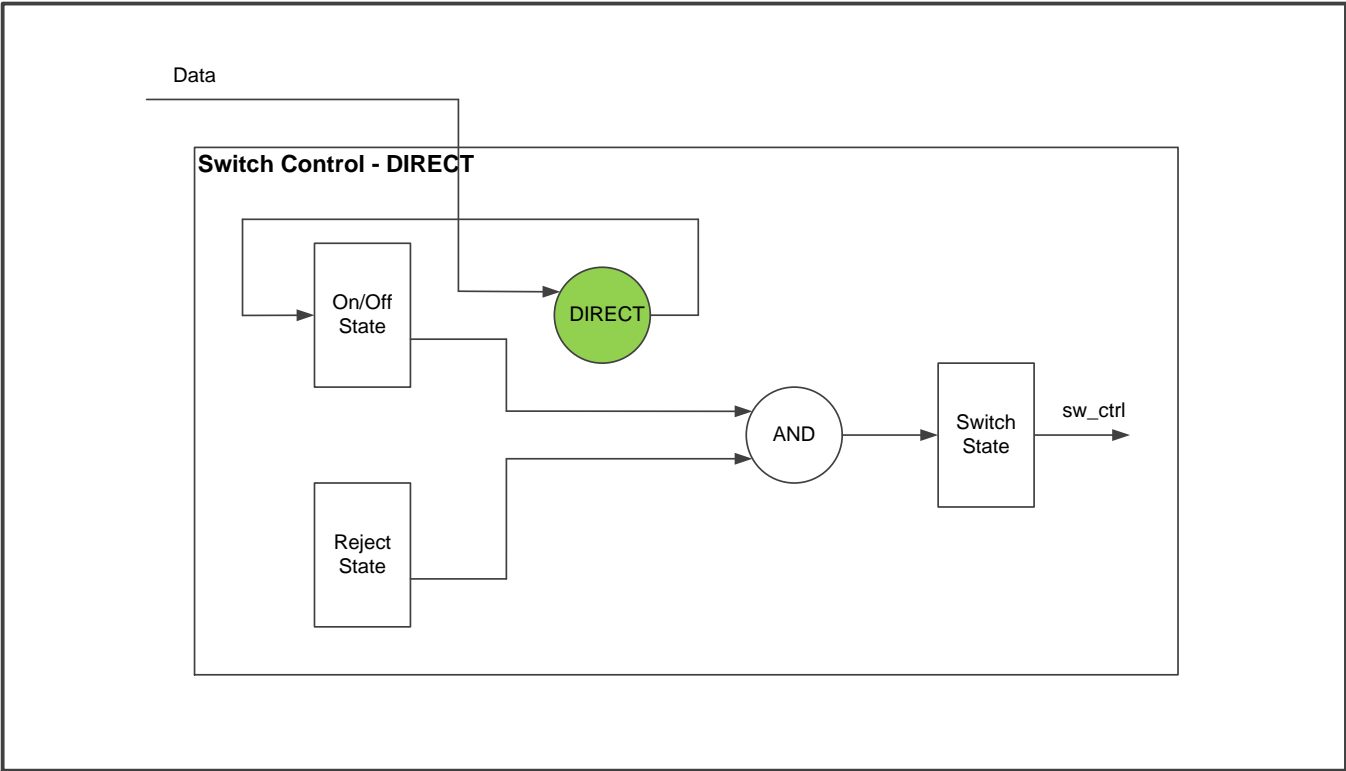 Data
Switch Control - DIRECT
On/Off
State
DIRECT
AND
Switch
State
sw_ctrl
Reject
State